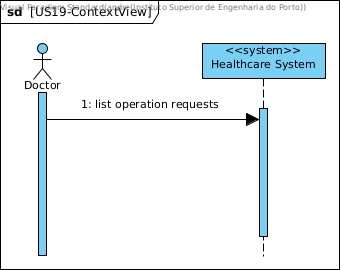 Visual Paradigm Standard(Andre(Instituto Superior de Engenharia do Porto))
sd [US19-ContextView]
<<system>>
Healthcare System
Doctor
1: list operation requests